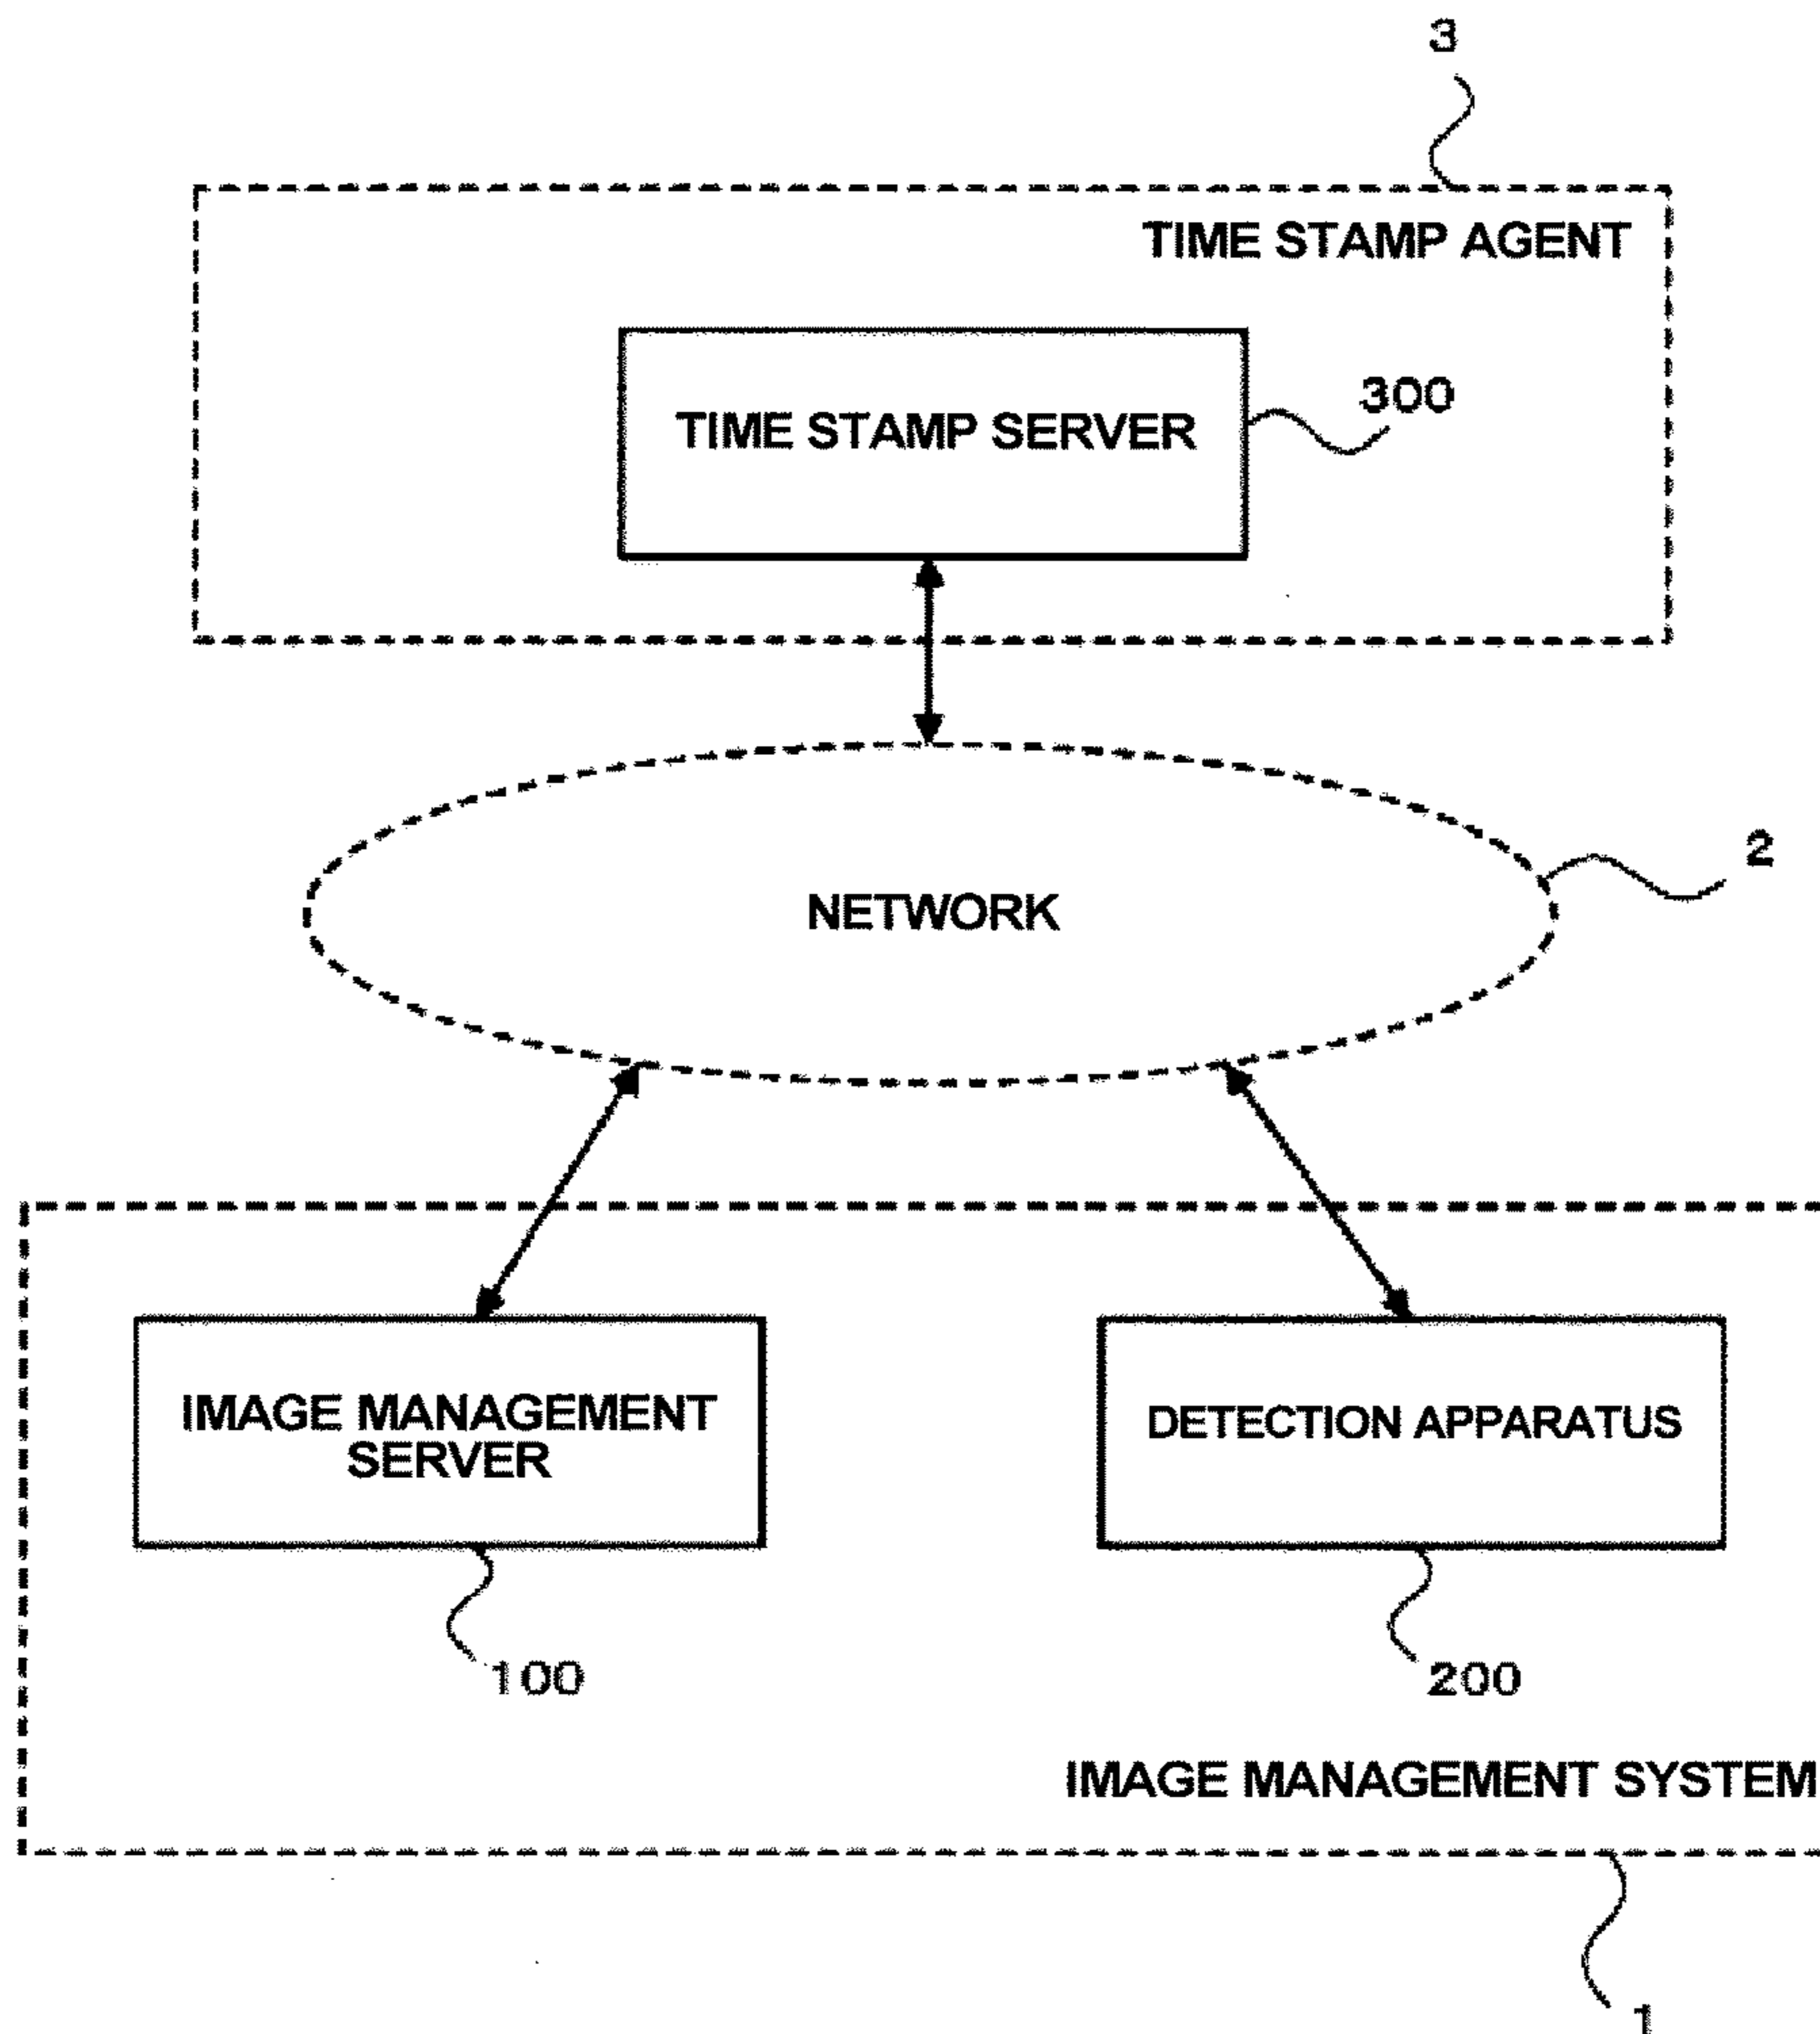 3
TIME STAMP AGENT
TIME STAMP SERVER
300
2
NETWORK
IMAGE MANAGEMENT
SERVER
DETECTION APPARATUS
100
200
IMAGE MANAGEMENT SYSTEM
1